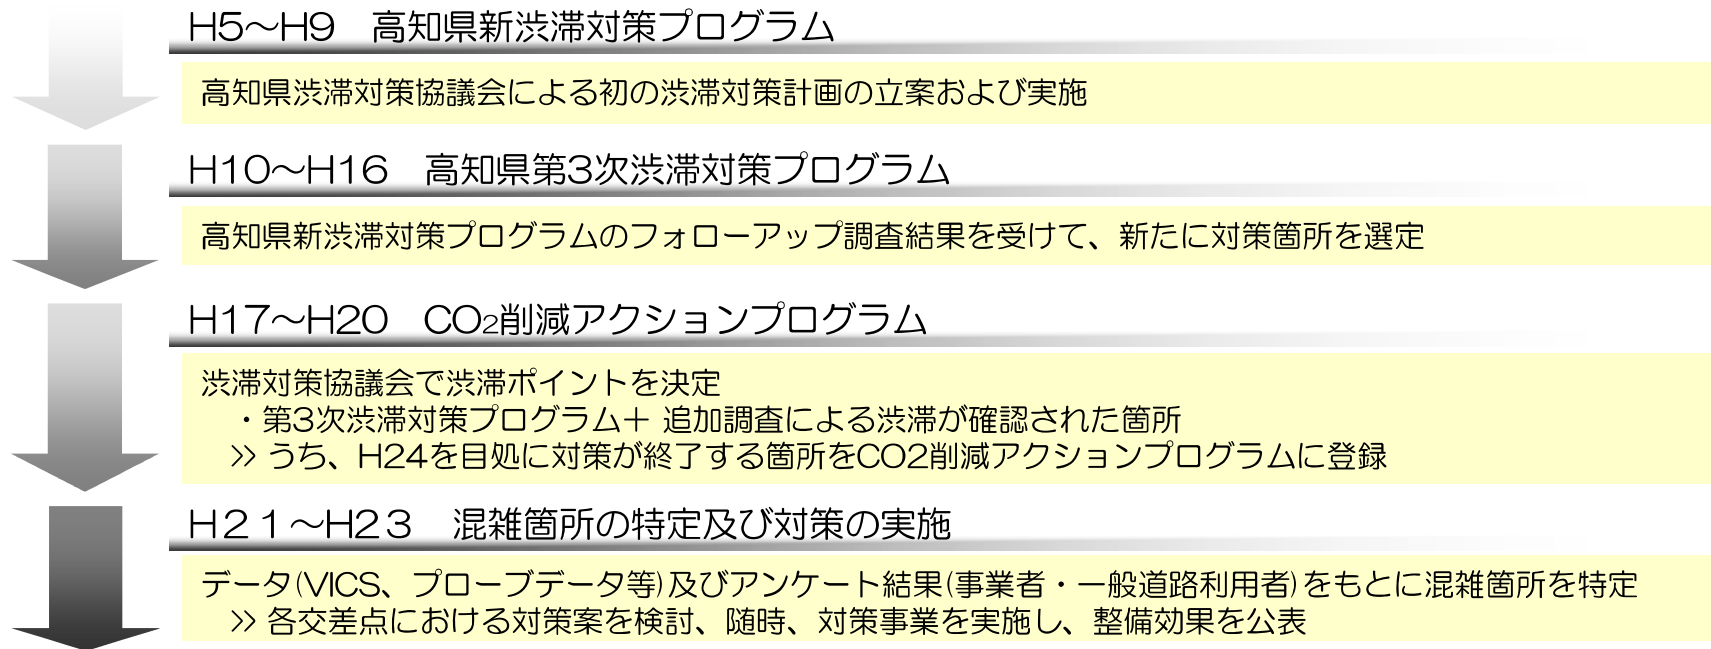 H5～H9　高知県新渋滞対策プログラム
高知県渋滞対策協議会による初の渋滞対策計画の立案および実施
H10～H16　高知県第3次渋滞対策プログラム
高知県新渋滞対策プログラムのフォローアップ調査結果を受けて、新たに対策箇所を選定
H17～H20　CO₂削減アクションプログラム
渋滞対策協議会で渋滞ポイントを決定
・第3次渋滞対策プログラム＋ 追加調査による渋滞が確認された箇所
≫ うち、H24を目処に対策が終了する箇所をCO2削減アクションプログラムに登録
H２１～H２３　混雑箇所の特定及び対策の実施
データ(VICS、プローブデータ等)及びアンケート結果(事業者・一般道路利用者)をもとに混雑箇所を特定
≫ 各交差点における対策案を検討、随時、対策事業を実施し、整備効果を公表